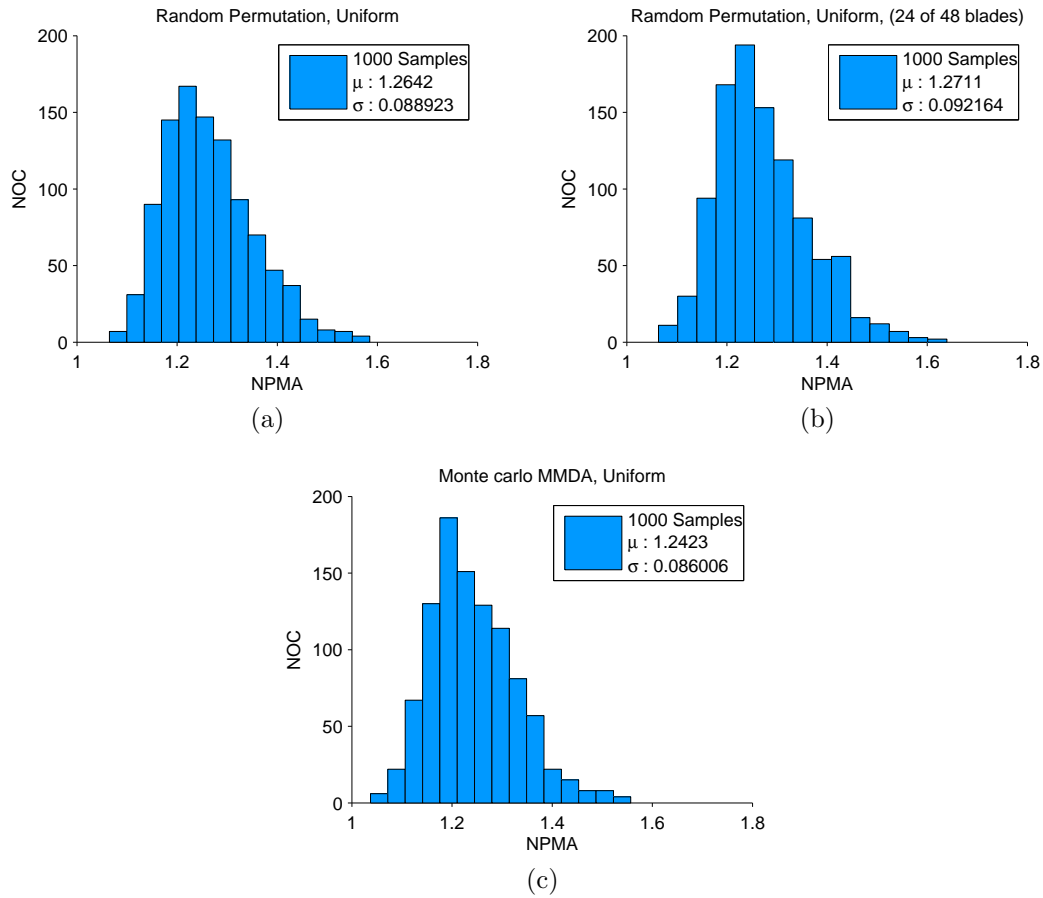 Random Permutation, Uniform
200
150
100
50
0
NOC
1000 Samples
μ : 1.2642
σ : 0.088923
1
1.2
1.4
1.6
1.8
NPMA
(a)
Ramdom Permutation, Uniform, (24 of 48 blades)
200
150
100
50
0
NOC
1000 Samples
μ : 1.2711
σ : 0.092164
1
1.2
1.4
1.6
1.8
NPMA
(b)
Monte carlo MMDA, Uniform
200
150
100
50
0
NOC
1000 Samples
μ : 1.2423
σ : 0.086006
1
1.2
1.4
1.6
1.8
NPMA
(c)